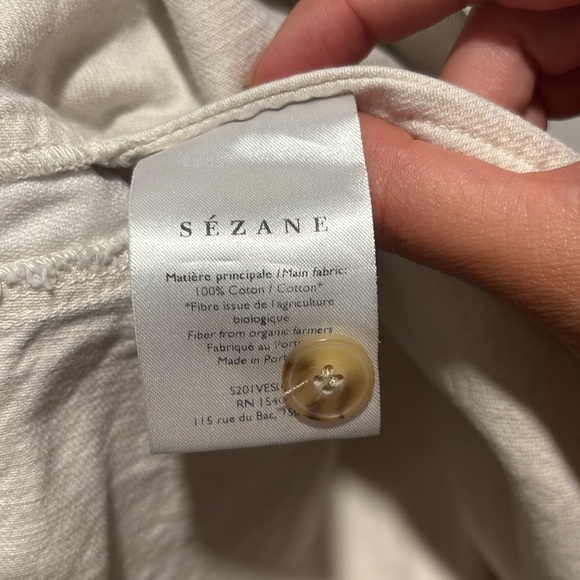 SÉZANE
Matière principale / Main fabric:
100% Coton / Cotton*
*Fibre issue de l'agriculture
biologique
Fiber from organic farmers
Fabriqué au
Made in
115 rue du Bac,